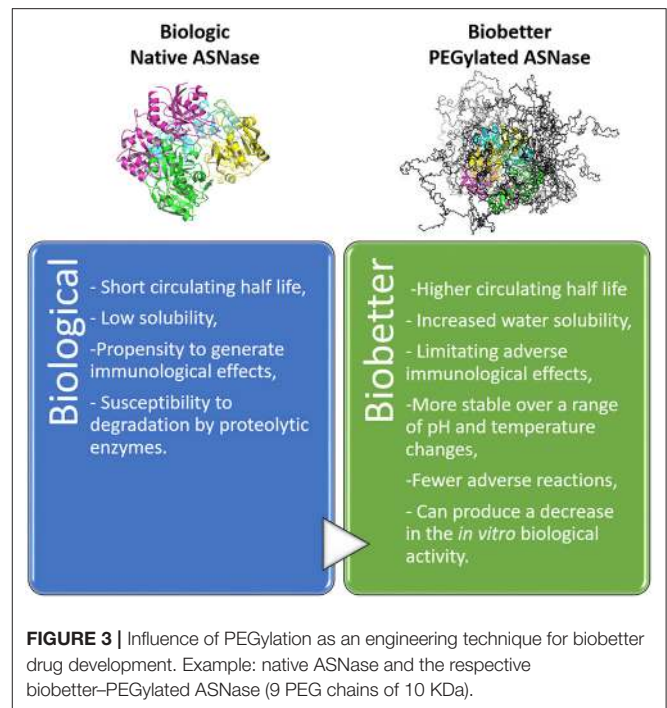 Biologic
Native ASNase
Biobetter
PEGylated ASNase
Biological
- Short circulating half life,
- Low solubility,
-Propensity to generate
immunological effects,
- Susceptibility to
degradation by proteolytic
enzymes.
Biobetter
-Higher circulating half life
- Increased water solubility,
- Limitating adverse
immunological effects,
-More stable over a range
of pH and temperature
changes,
-Fewer adverse reactions,
- Can produce a decrease
in the in vitro biological
activity.
FIGURE 3 | Influence of PEGylation as an engineering technique for biobetter
drug development. Example: native ASNase and the respective
biobetter–PEGylated ASNase (9 PEG chains of 10 KDa).